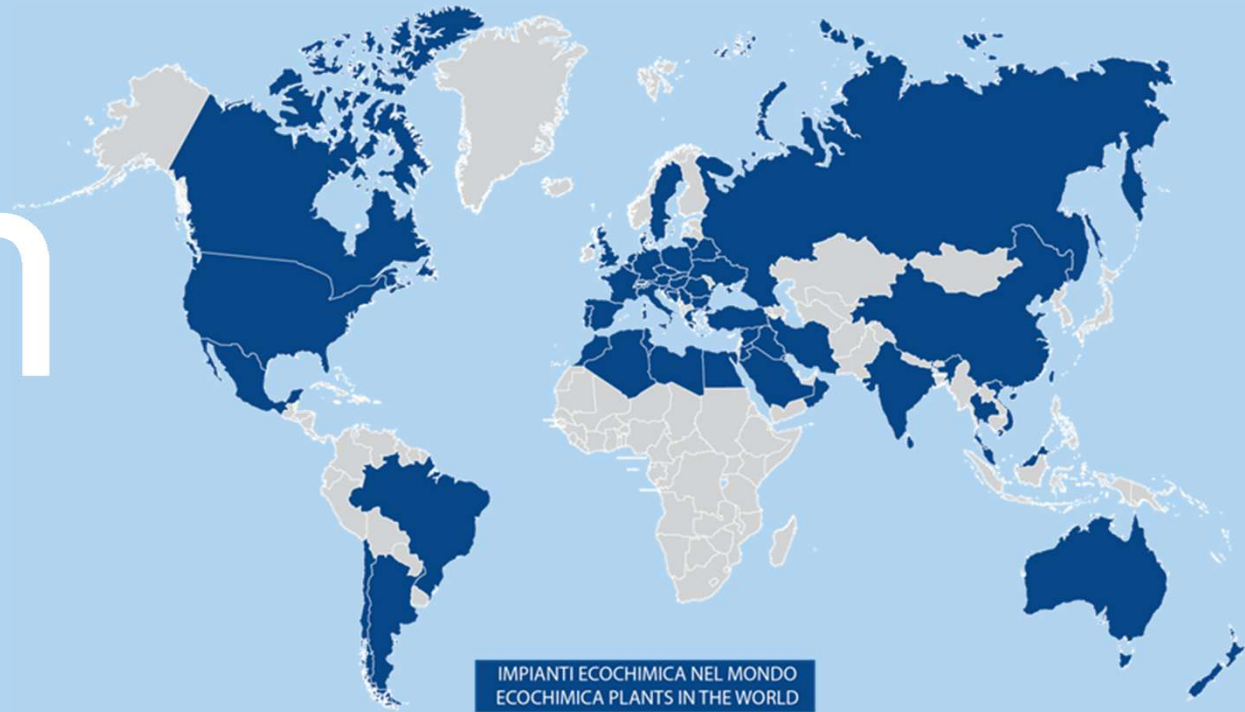 n
IMPIANTI ECOCHIMICA NEL MONDO
ECOCHIMICA PLANTS IN THE WORLD